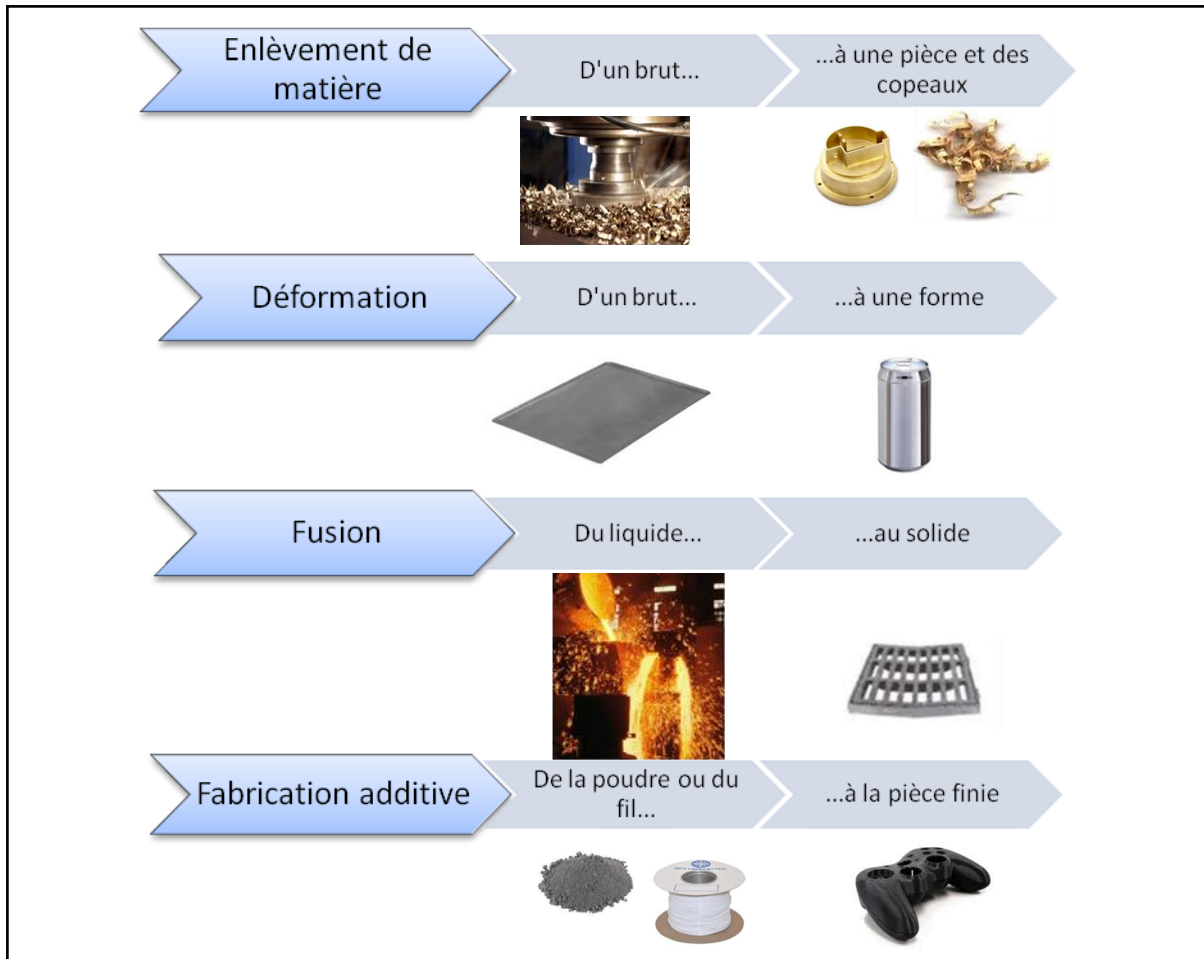 Enlèvement de
matière
D'un brut...
...à une pièce et des
copeaux
Déformation
D'un brut...
...à une forme
Fusion
Du liquide...
...au solide
Fabrication additive
De la poudre ou du
fil...
...à la pièce finie